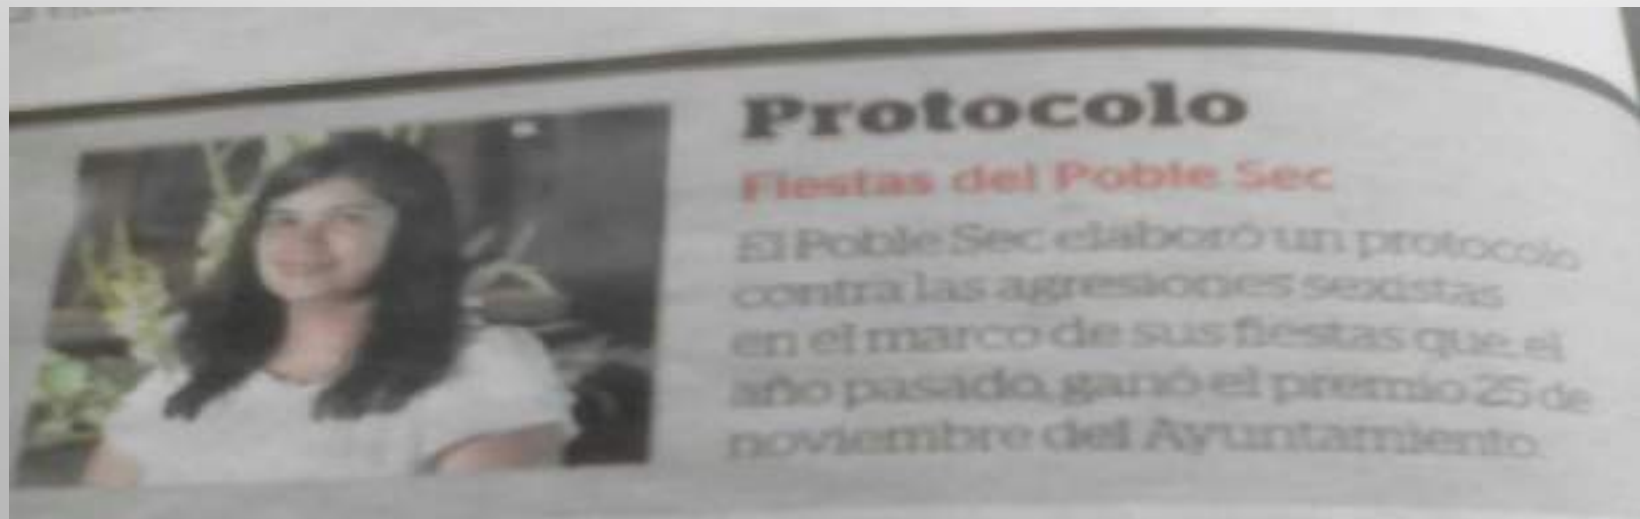 Protocolo
Fiestas del Poble Sec
El Poble Sec elaboró un protocolo
contra las agresiones sexistas
en el marco de sus fiestas que el
año pasado, ganó el premio 25 de
noviembre del Ayuntamiento.